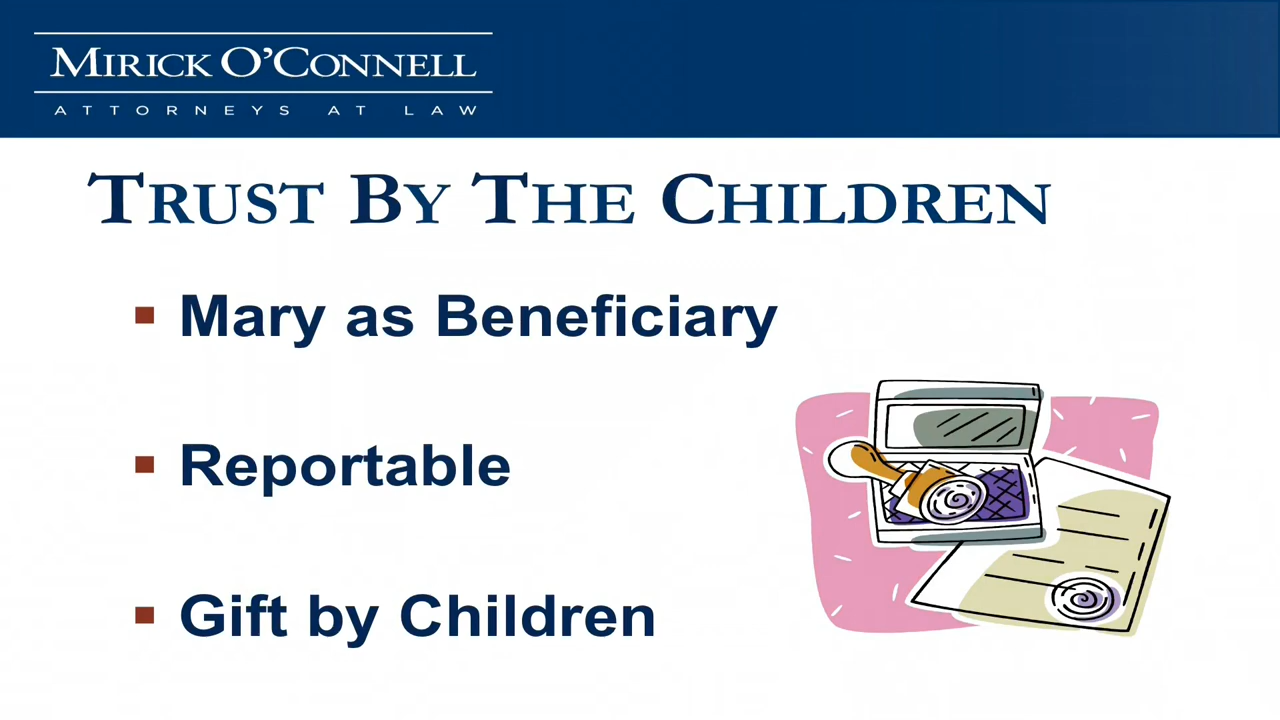 MIRICK O'CONNELL
ATTORNEYS AT LAW
TRUST BY THE CHILDREN
Mary as Beneficiary
Reportable
Gift by Children